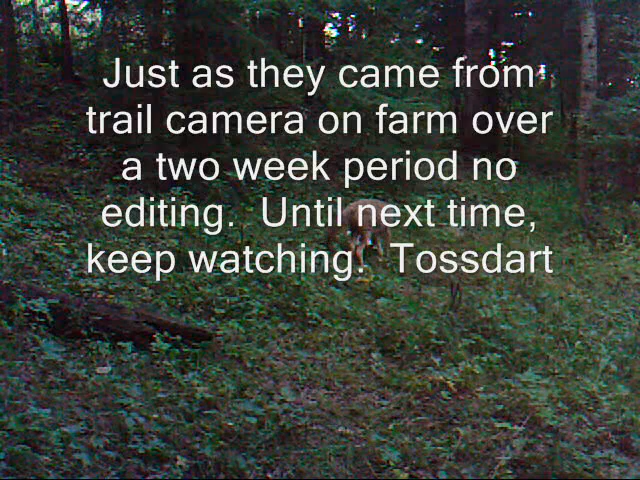 Just as they came from
trail camera on farm over
a two week period no
editing.  Until next time,
keep watching.  Tossdart